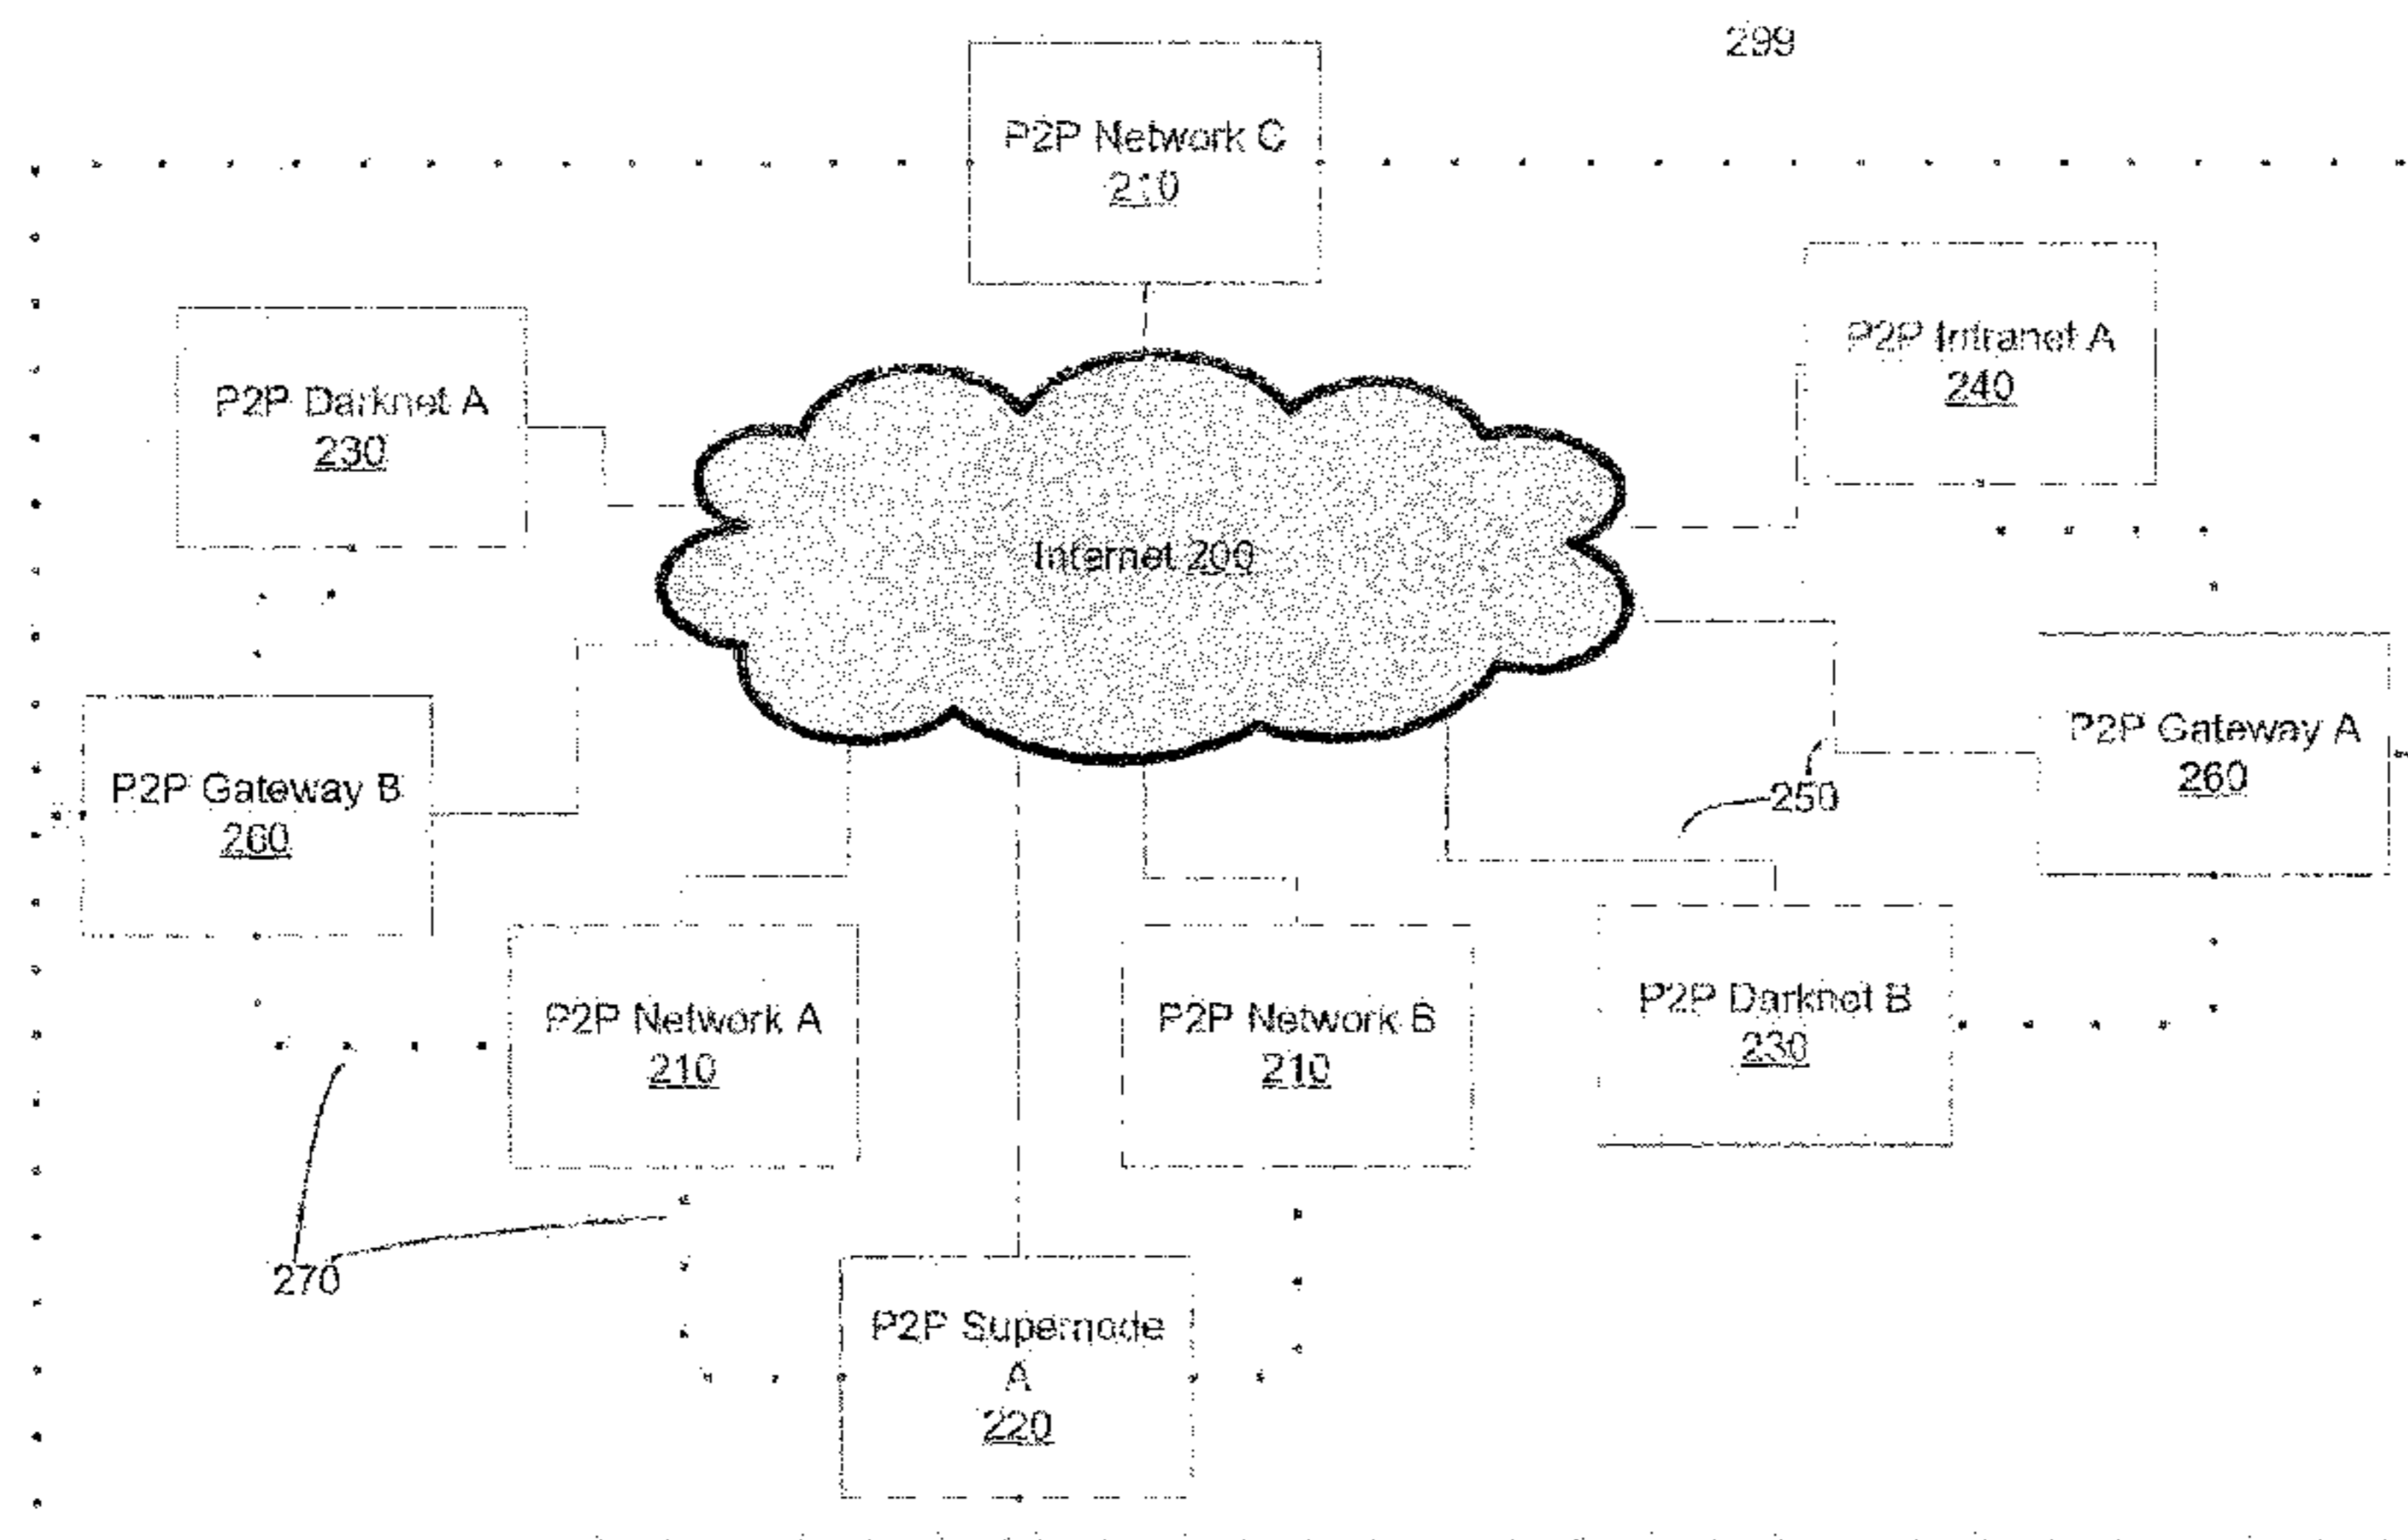 299
P2P Network C
210
P2P Intranet A
240
P2P Darknet A
230
Internet 200
P2P Gateway A
260
P2P Gateway B
260
250
P2P Network A
210
P2P Network B
210
P2P Darknet B
230
270
P2P Supernode
A
220